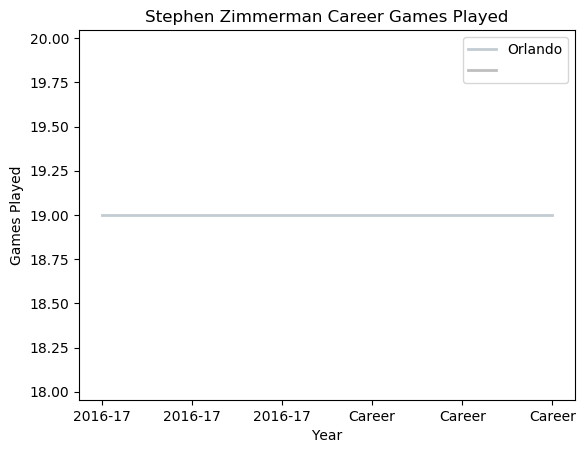 Stephen Zimmerman Career Games Played
Orlando
20.00
19.75
19.50
19.25
19.00
18.75
18.50
18.25
18.00
Games Played
2016-17 2016-17 2016-17 Career Career Career
Year